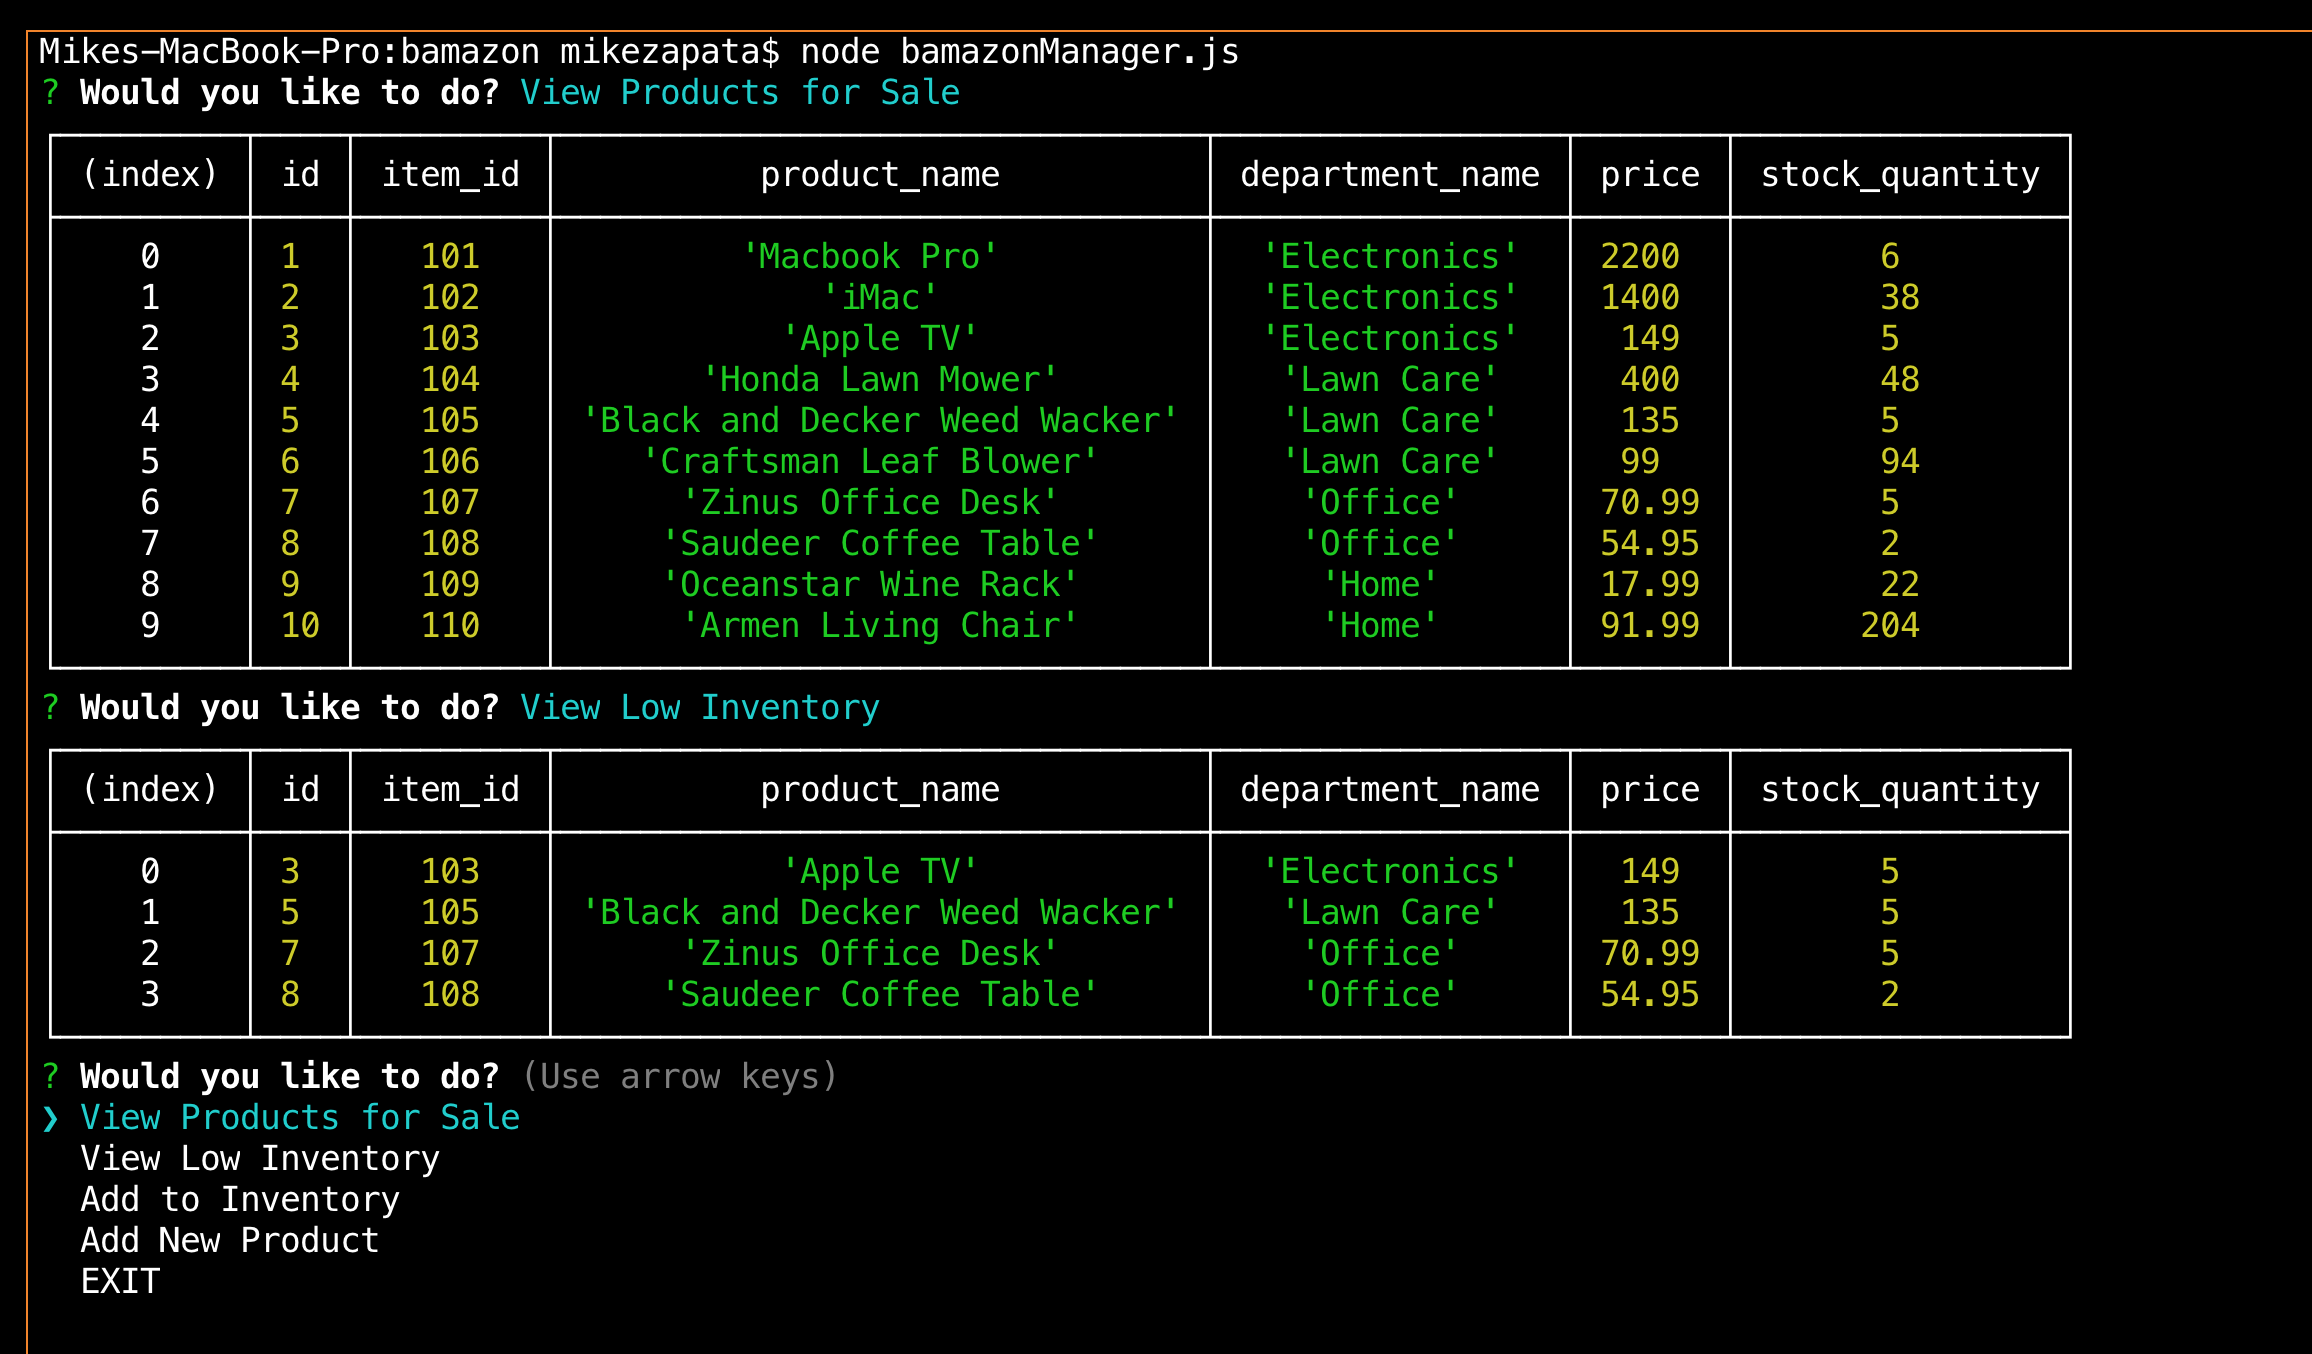 Mikes-MacBook-Pro:bamazon mikezapata$ node bamazonManager.js
? Would you like to do? View Products for Sale
(index) id item_id product_name department_name price stock_quantity
0 1 101 'Macbook Pro' 'Electronics' 2200 6
1 2 102 'iMac' 'Electronics' 1400 38
2 3 103 'Apple TV' 'Electronics' 149 5
3 4 104 'Honda Lawn Mower' 'Lawn Care' 400 48
4 5 105 'Black and Decker Weed Wacker' 'Lawn Care' 135 5
5 6 106 'Craftsman Leaf Blower' 'Lawn Care' 99 94
6 7 107 'Zinus Office Desk' 'Office' 70.99 5
7 8 108 'Saudeer Coffee Table' 'Office' 54.95 2
8 9 109 'Oceanstar Wine Rack' 'Home' 17.99 22
9 10 110 'Armen Living Chair' 'Home' 91.99 204
? Would you like to do? View Low Inventory
(index) id item_id product_name department_name price stock_quantity
0 3 103 'Apple TV' 'Electronics' 149 5
1 5 105 'Black and Decker Weed Wacker' 'Lawn Care' 135 5
2 7 107 'Zinus Office Desk' 'Office' 70.99 5
3 8 108 'Saudeer Coffee Table' 'Office' 54.95 2
? Would you like to do? (Use arrow keys)
❯ View Products for Sale
View Low Inventory
Add to Inventory
Add New Product
EXIT